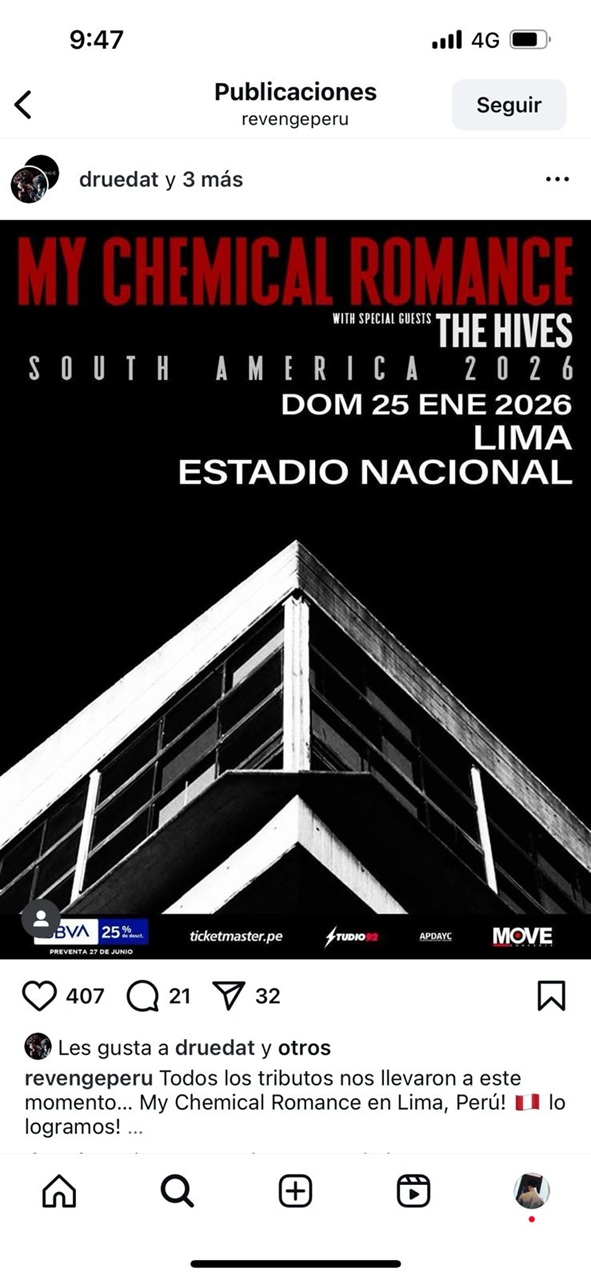 9:47
4G
Publicaciones
revengeperu
Seguir
druedat y 3 más
MY CHEMICAL ROMANCE
WITH SPECIAL GUESTS THE HIVES
SOUTH AMERICA 2026
DOM 25 ENE 2026
LIMA
ESTADIO NACIONAL
BBVA 25% de dsct.
PREVENTA 27 DE JUNIO
ticketmaster.pe
STUDIO92
APDAYC
MOVE
407
21
32
Les gusta a druedat y otros
revengeperu Todos los tributos nos llevaron a este
momento... My Chemical Romance en Lima, Perú! 🇵🇪 lo
logramos! ...